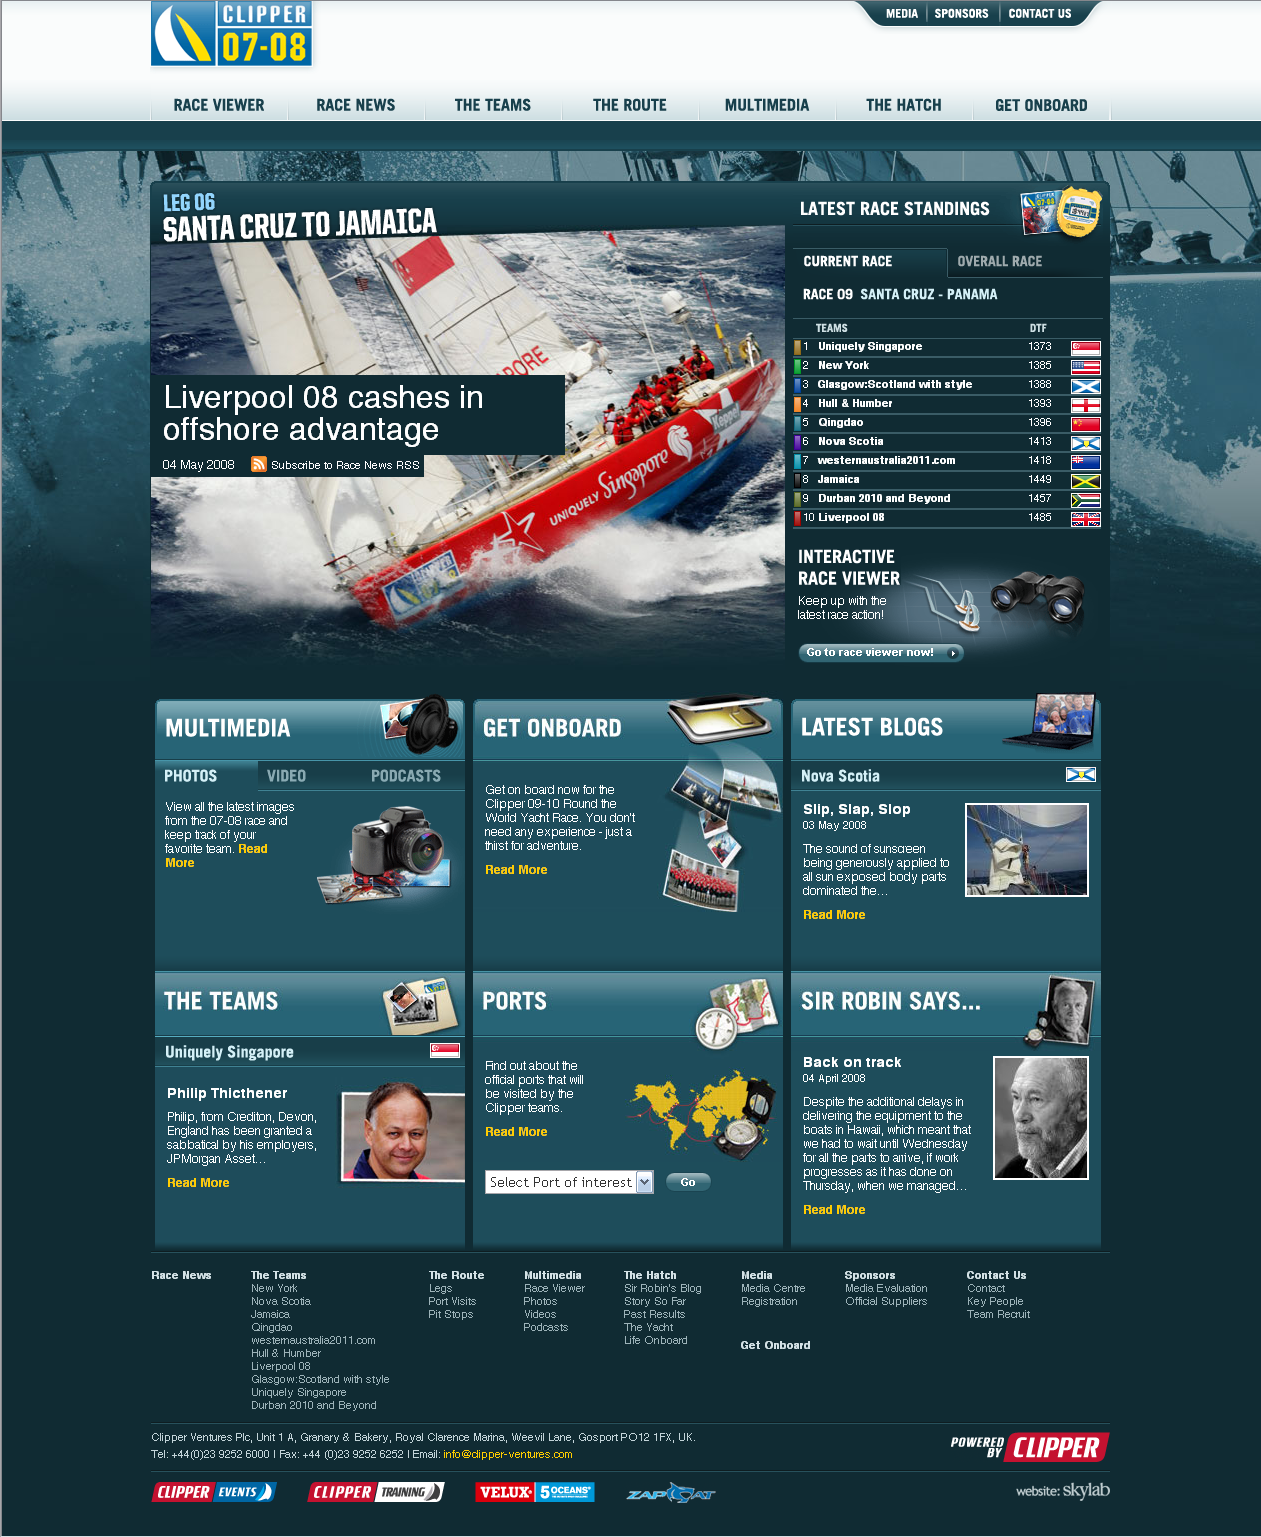 CLIPPER
07-08
MEDIA
SPONSORS
CONTACT US
RACE VIEWER
RACE NEWS
THE TEAMS
THE ROUTE
MULTIMEDIA
THE HATCH
GET ONBOARD
LEG 06
SANTA CRUZ TO JAMAICA
Liverpool 08 cashes in
offshore advantage
04 May 2008
Subscribe to Race News RSS
UNIQUELY Singapore
LATEST RACE STANDINGS
CURRENT RACE
OVERALL RACE
RACE 09 SANTA CRUZ - PANAMA
TEAMS DTF
1 Uniquely Singapore 1373
2 New York 1385
3 Glasgow:Scotland with style 1388
4 Hull & Humber 1393
5 Qingdao 1396
6 Nova Scotia 1413
7 westernaustralia2011.com 1418
8 Jamaica 1449
9 Durban 2010 and Beyond 1457
10 Liverpool 08 1485
INTERACTIVE
RACE VIEWER
Keep up with the
latest race action!
Go to race viewer now!
MULTIMEDIA
PHOTOS
VIDEO
PODCASTS
View all the latest images
from the 07-08 race and
keep track of your
favorite team. Read
More
GET ONBOARD
Get on board now for the
Clipper 09-10 Round the
World Yacht Race. You don't
need any experience - just a
thirst for adventure.
Read More
LATEST BLOGS
Nova Scotia
Slip, Slap, Slop
03 May 2008
The sound of sunscreen
being generously applied to
all sun exposed body parts
dominated the...
Read More
THE TEAMS
Uniquely Singapore
Philip Thicthener
Philip, from Crediton, Devon,
England has been granted a
sabbatical by his employers,
JPMorgan Asset...
Read More
PORTS
Find out about the
official ports that will
be visited by the
Clipper teams.
Read More
Select Port of interest
Go
SIR ROBIN SAYS...
Back on track
04 April 2008
Despite the additional delays in
delivering the equipment to the
boats in Hawaii, which meant that
we had to wait until Wednesday
for all the parts to arrive, if work
progresses as it has done on
Thursday, when we managed...
Read More
Race News
The Teams
New York
Nova Scotia
Jamaica
Qingdao
westernaustralia2011.com
Hull & Humber
Liverpool 08
Glasgow:Scotland with style
Uniquely Singapore
Durban 2010 and Beyond
The Route
Legs
Port Visits
Pit Stops
Multimedia
Race Viewer
Photos
Videos
Podcasts
The Hatch
Sir Robin's Blog
Story So Far
Past Results
The Yacht
Life Onboard
Media
Media Centre
Registration
Get Onboard
Sponsors
Media Evaluation
Official Suppliers
Contact Us
Contact
Key People
Team Recruit
Clipper Ventures Plc, Unit 1 A, Granary & Bakery, Royal Clarence Marina, Weevil Lane, Gosport PO12 1FX, UK.
Tel: +44(0)23 9252 6000 | Fax: +44 (0)23 9252 6252 | Email: info@clipper-ventures.com
POWERED BY CLIPPER
CLIPPER EVENTS
CLIPPER TRAINING
VELUX 5 OCEANS
ZAPCAT
website: skylab